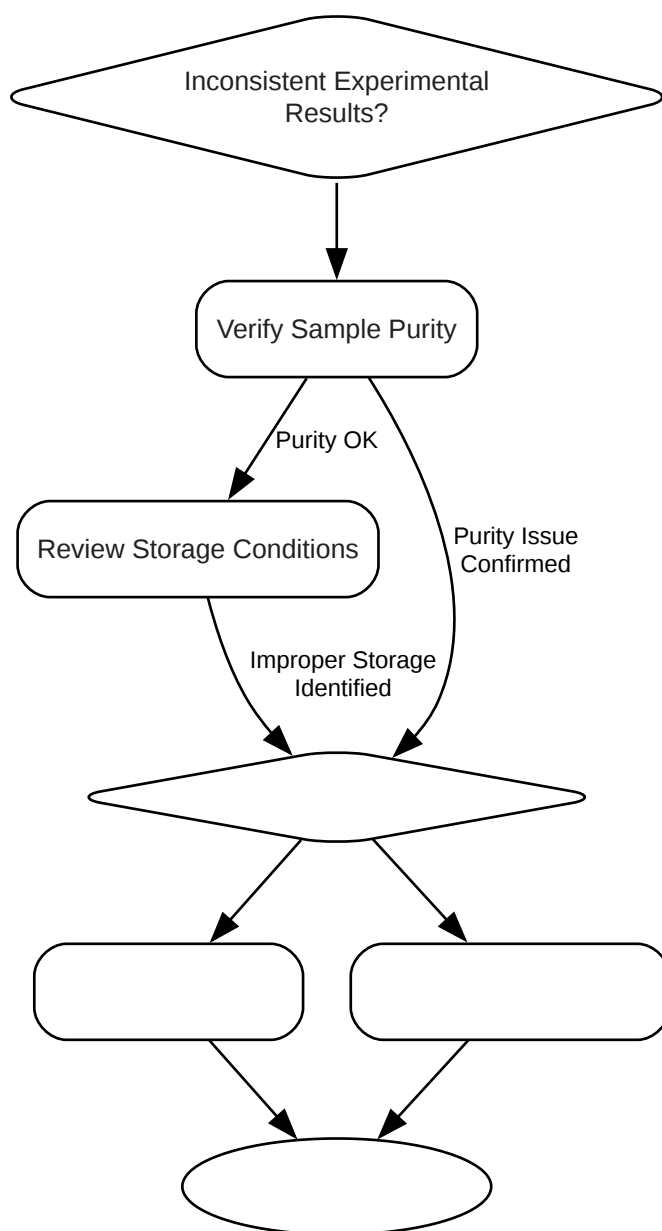 Inconsistent Experimental
Results?
Verify Sample Purity
Purity OK
Review Storage Conditions
Purity Issue
Confirmed
Improper Storage
Identified